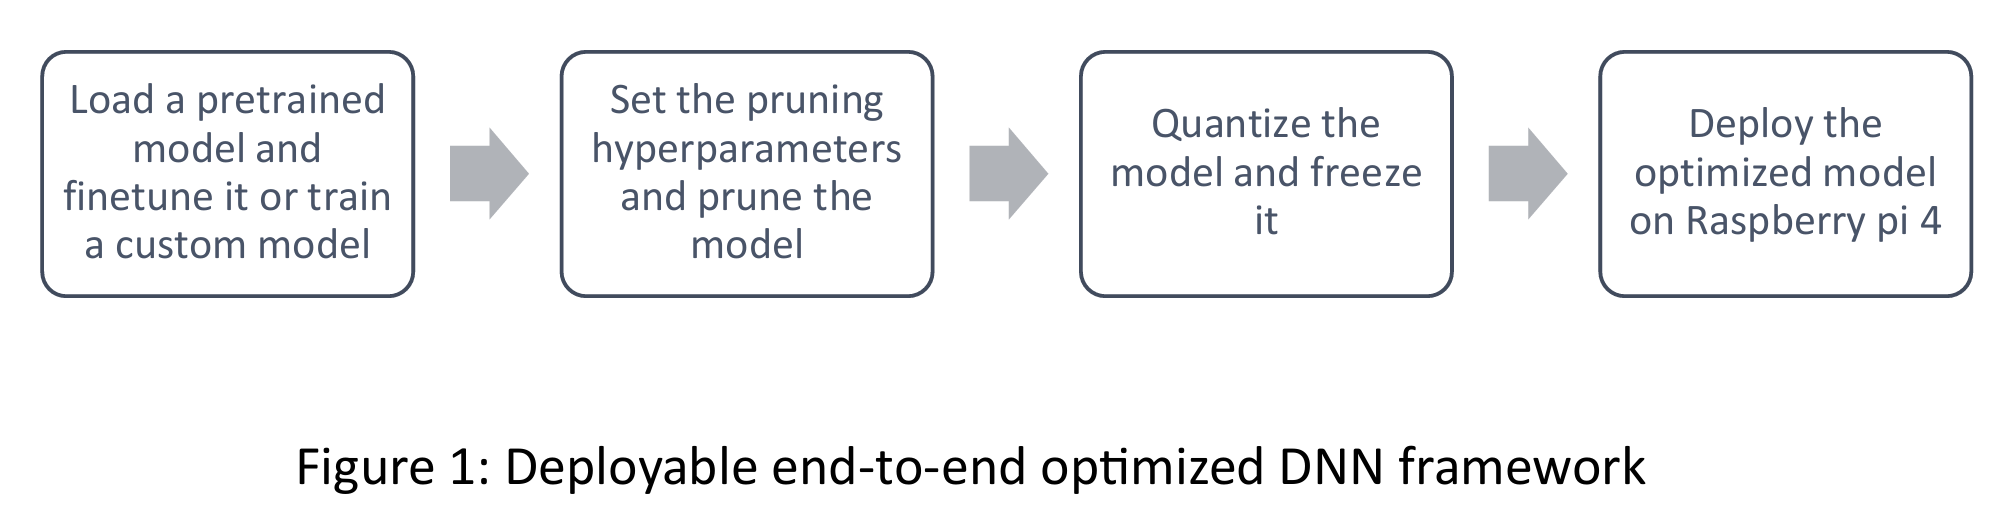 Load a pretrained
model and
finetune it or train
a custom model
Set the pruning
hyperparameters
and prune the
model
Quantize the
model and freeze
it
Deploy the
optimized model
on Raspberry pi 4
Figure 1: Deployable end-to-end optimized DNN framework